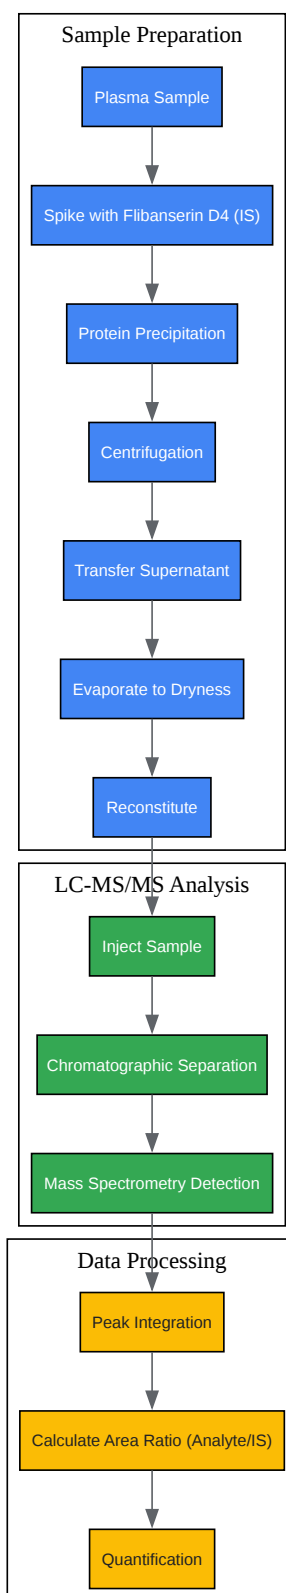 Sample Preparation
Plasma Sample
Spike with Flibanserin D4 (IS)
Protein Precipitation
Centrifugation
Transfer Supernatant
Evaporate to Dryness
Reconstitute
LC-MS/MS Analysis
Inject Sample
Chromatographic Separation
Mass Spectrometry Detection
Data Processing
Peak Integration
Calculate Area Ratio (Analyte/IS)
Quantification